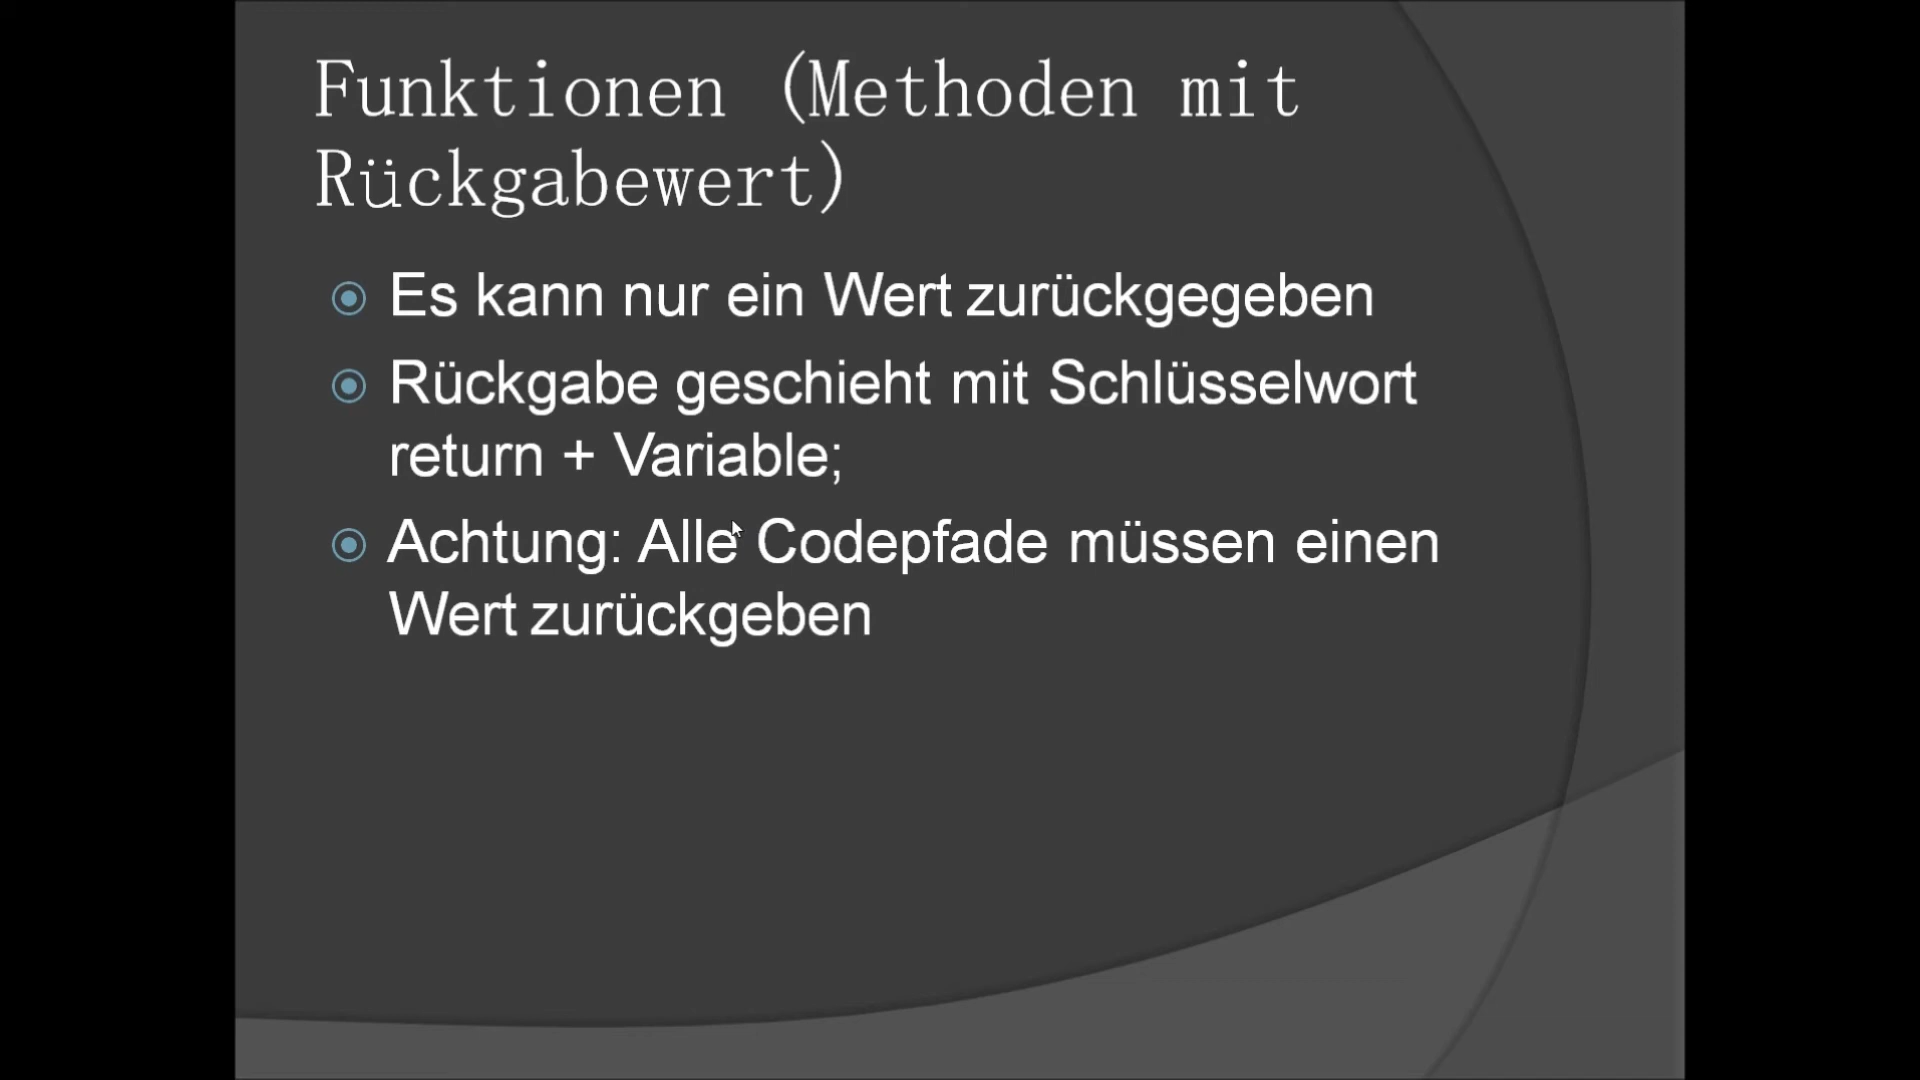 Funktionen (Methoden mit
Rückgabewert)
Es kann nur ein Wert zurückgegeben
Rückgabe geschieht mit Schlüsselwort
return + Variable;
Achtung: Alle Codepfade müssen einen
Wert zurückgeben